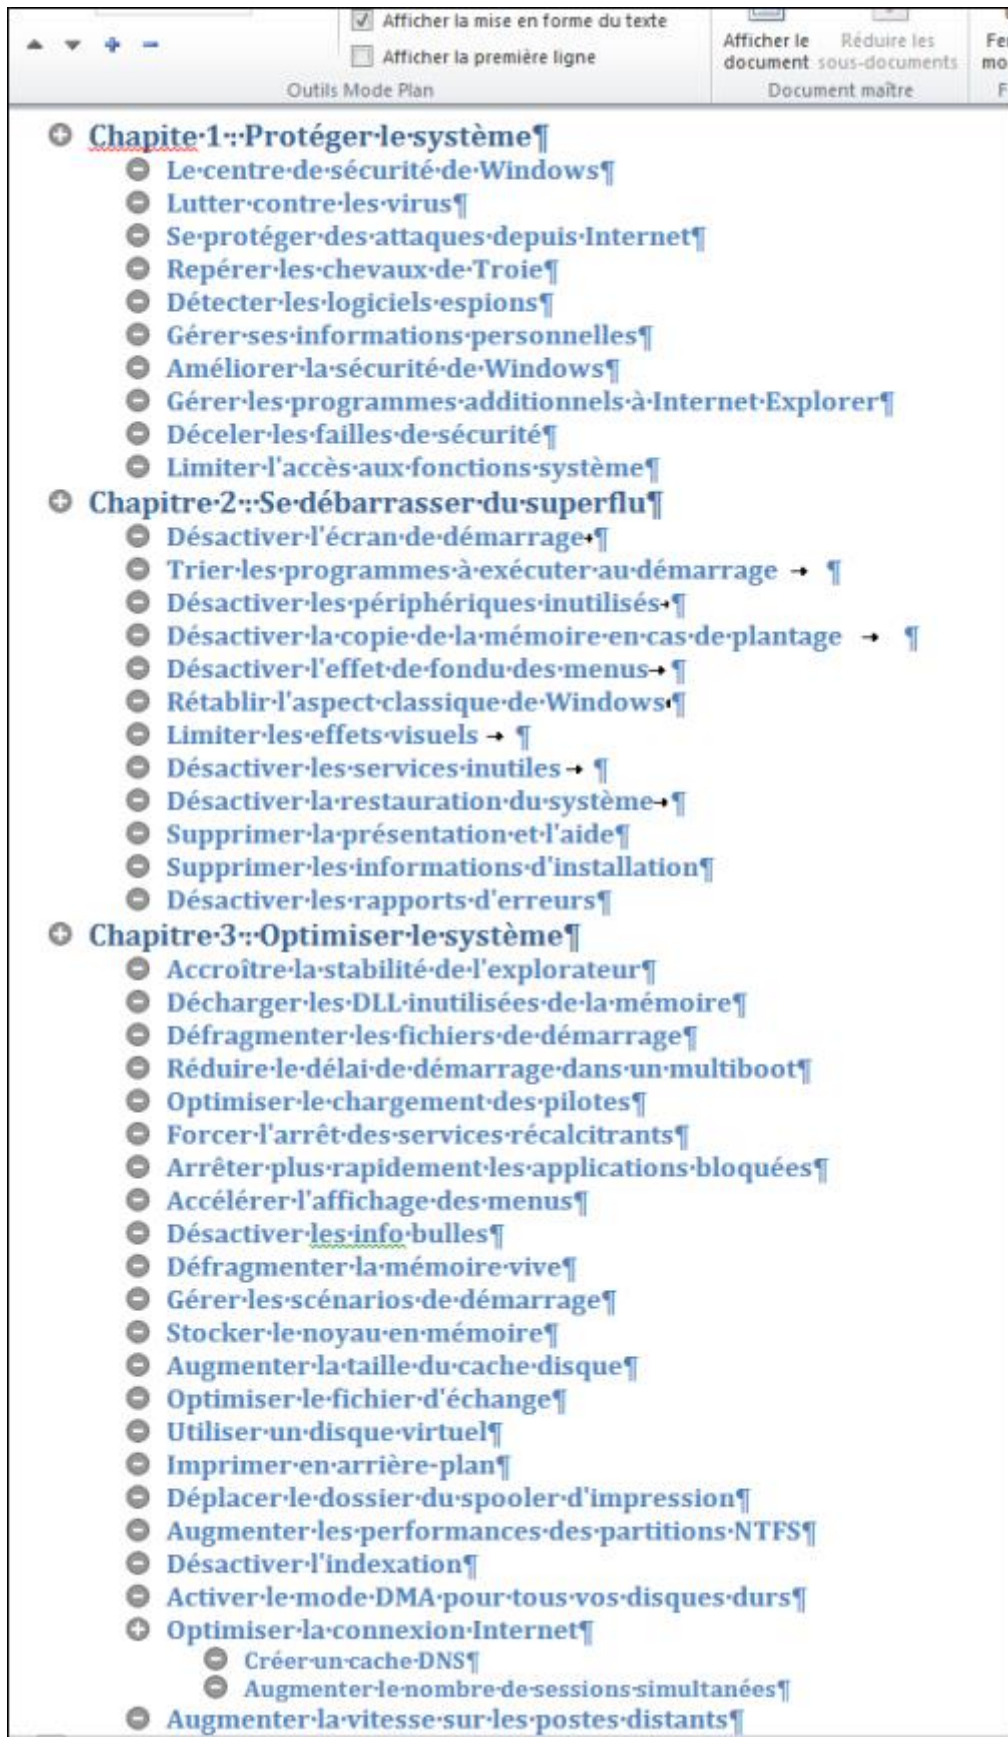 Afficher la mise en forme du texte
Afficher la première ligne
Outils Mode Plan
Afficher le document
Réduire les sous-documents
Document maître
Chapite 1 : Protéger le système¶
Le centre de sécurité de Windows¶
Lutter contre les virus¶
Se protéger des attaques depuis Internet¶
Repérer les chevaux de Troie¶
Détecter les logiciels espions¶
Gérer ses informations personnelles¶
Améliorer la sécurité de Windows¶
Gérer les programmes additionnels à Internet Explorer¶
Déceler les failles de sécurité¶
Limiter l'accès aux fonctions système¶
Chapitre 2 : Se débarrasser du superflu¶
Désactiver l'écran de démarrage→¶
Trier les programmes à exécuter au démarrage → ¶
Désactiver les périphériques inutilisés→¶
Désactiver la copie de la mémoire en cas de plantage → ¶
Désactiver l'effet de fondu des menus→¶
Rétablir l'aspect classique de Windows→¶
Limiter les effets visuels → ¶
Désactiver les services inutiles → ¶
Désactiver la restauration du système→¶
Supprimer la présentation et l'aide¶
Supprimer les informations d'installation¶
Désactiver les rapports d'erreurs¶
Chapitre 3 : Optimiser le système¶
Accroître la stabilité de l'explorateur¶
Décharger les DLL inutilisées de la mémoire¶
Défragmenter les fichiers de démarrage¶
Réduire le délai de démarrage dans un multiboot¶
Optimiser le chargement des pilotes¶
Forcer l'arrêt des services récalcitrants¶
Arrêter plus rapidement les applications bloquées¶
Accélérer l'affichage des menus¶
Désactiver les info bulles¶
Défragmenter la mémoire vive¶
Gérer les scénarios de démarrage¶
Stocker le noyau en mémoire¶
Augmenter la taille du cache disque¶
Optimiser le fichier d'échange¶
Utiliser un disque virtuel¶
Imprimer en arrière-plan¶
Déplacer le dossier du spooler d'impression¶
Augmenter les performances des partitions NTFS¶
Désactiver l'indexation¶
Activer le mode DMA pour tous vos disques durs¶
Optimiser la connexion Internet¶
Créer un cache DNS¶
Augmenter le nombre de sessions simultanées¶
Augmenter la vitesse sur les postes distants¶